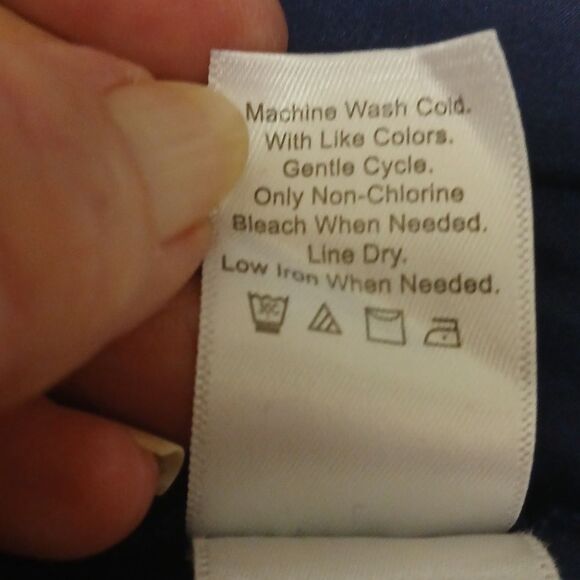 Machine Wash Cold.
With Like Colors.
Gentle Cycle.
Only Non-Chlorine
Bleach When Needed.
Line Dry.
Low Iron When Needed.
30C